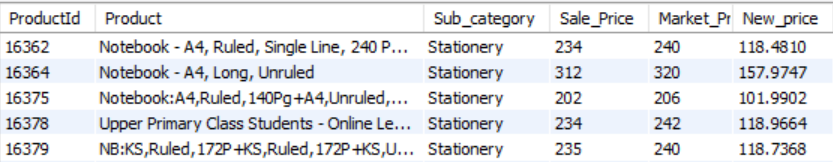 ProductId Product Sub_category Sale_Price Market_Pr New_price
16362 Notebook - A4, Ruled, Single Line, 240 P... Stationery 234 240 118.4810
16364 Notebook - A4, Long, Unruled Stationery 312 320 157.9747
16375 Notebook:A4,Ruled,140Pg+A4,Unruled,... Stationery 202 206 101.9902
16378 Upper Primary Class Students - Online Le... Stationery 234 242 118.9664
16379 NB:KS,Ruled,172P+KS,Ruled,172P+KS,U... Stationery 235 240 118.7368